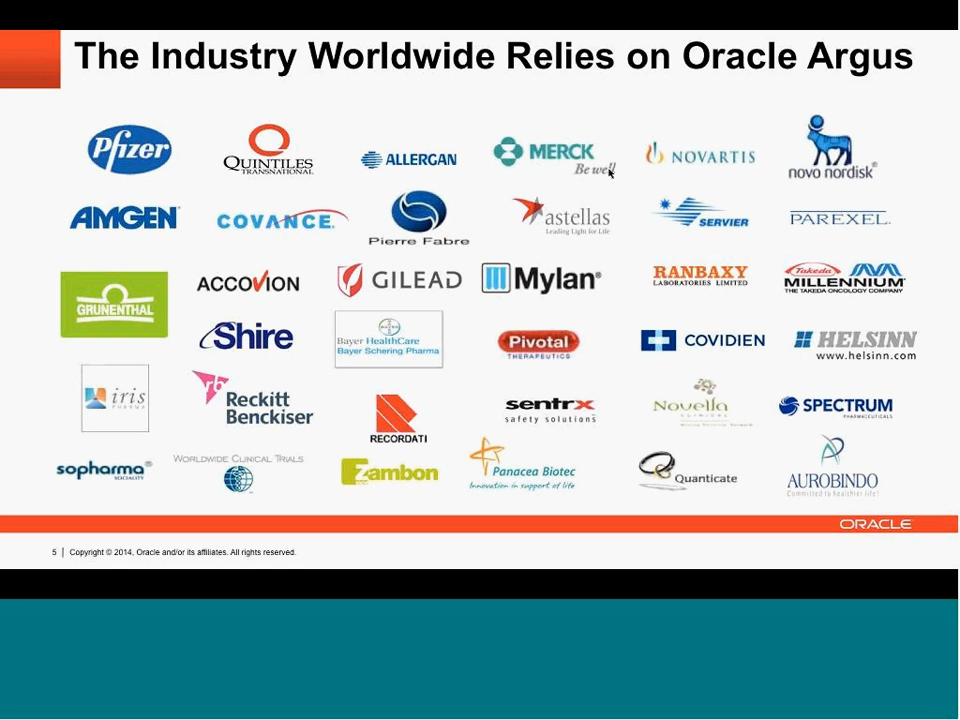 The Industry Worldwide Relies on Oracle Argus
Pfizer
QUINTILES
TRANSNATIONAL
ALLERGAN
MERCK
Be well
NOVARTIS
novo nordisk®
AMGEN®
COVANCE®
Pierre Fabre
astellas
Leading Light for Life
SERVIER
PAREXEL®
GRUNENTHAL
ACCOVION
GILEAD
Mylan®
RANBAXY
LABORATORIES LIMITED
Takeda
MILLENNIUM®
THE TAKEDA ONCOLOGY COMPANY
Shire
Bayer HealthCare
Bayer Schering Pharma
Pivotal
THERAPEUTICS
COVIDIEN
HELSINN
www.helsinn.com
iris
PHARMA
rb
Reckitt
Benckiser
RECORDATI
sentrx
safety solutions
Novella
CLINICAL
SPECTRUM
PHARMACEUTICALS
sopharma®
WORLDWIDE CLINICAL TRIALS
Zambon
Panacea Biotec
Innovation in support of life
Quanticate
AUROBINDO
Committed to healthier life!
ORACLE
5 | Copyright © 2014, Oracle and/or its affiliates. All rights reserved.